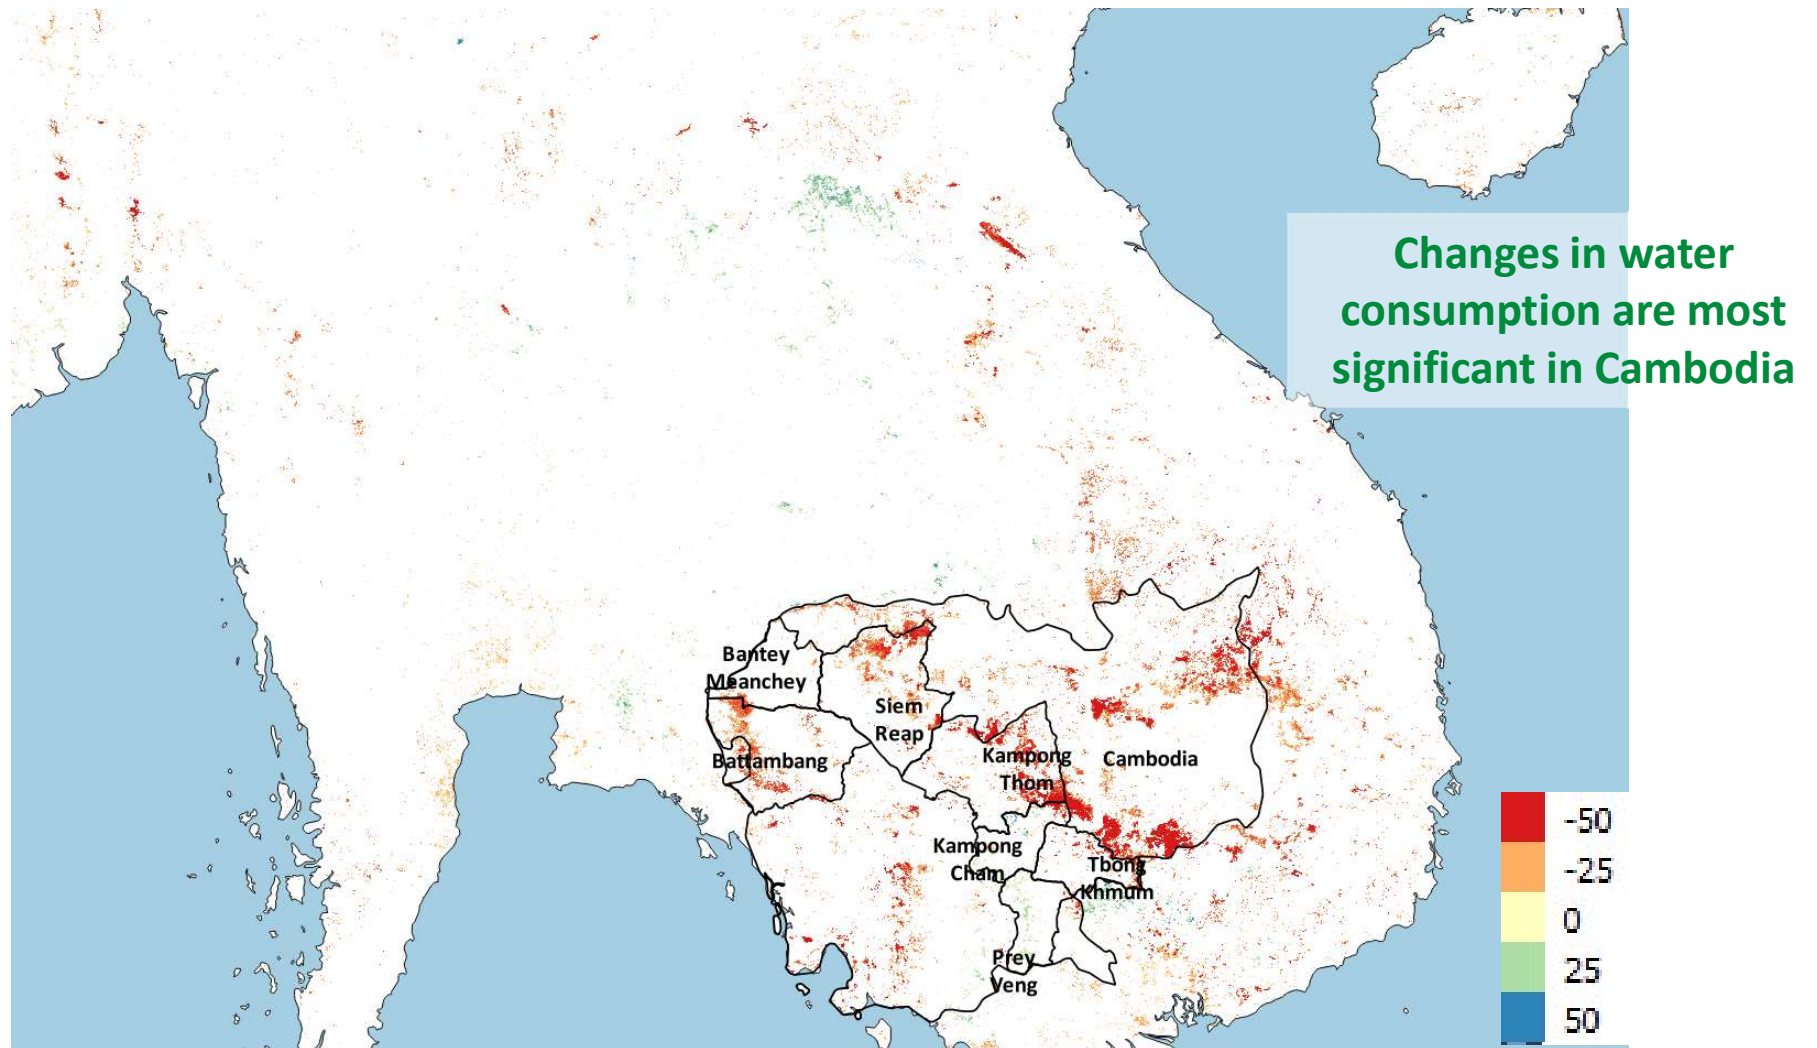 Changes in water
consumption are most
significant in Cambodia
Bantey
Meanchey
Siem
Reap
Battambang
Kampong
Thom
Cambodia
Kampong
Cham
Tbong
Khmum
Prey
Veng
-50
-25
0
25
50